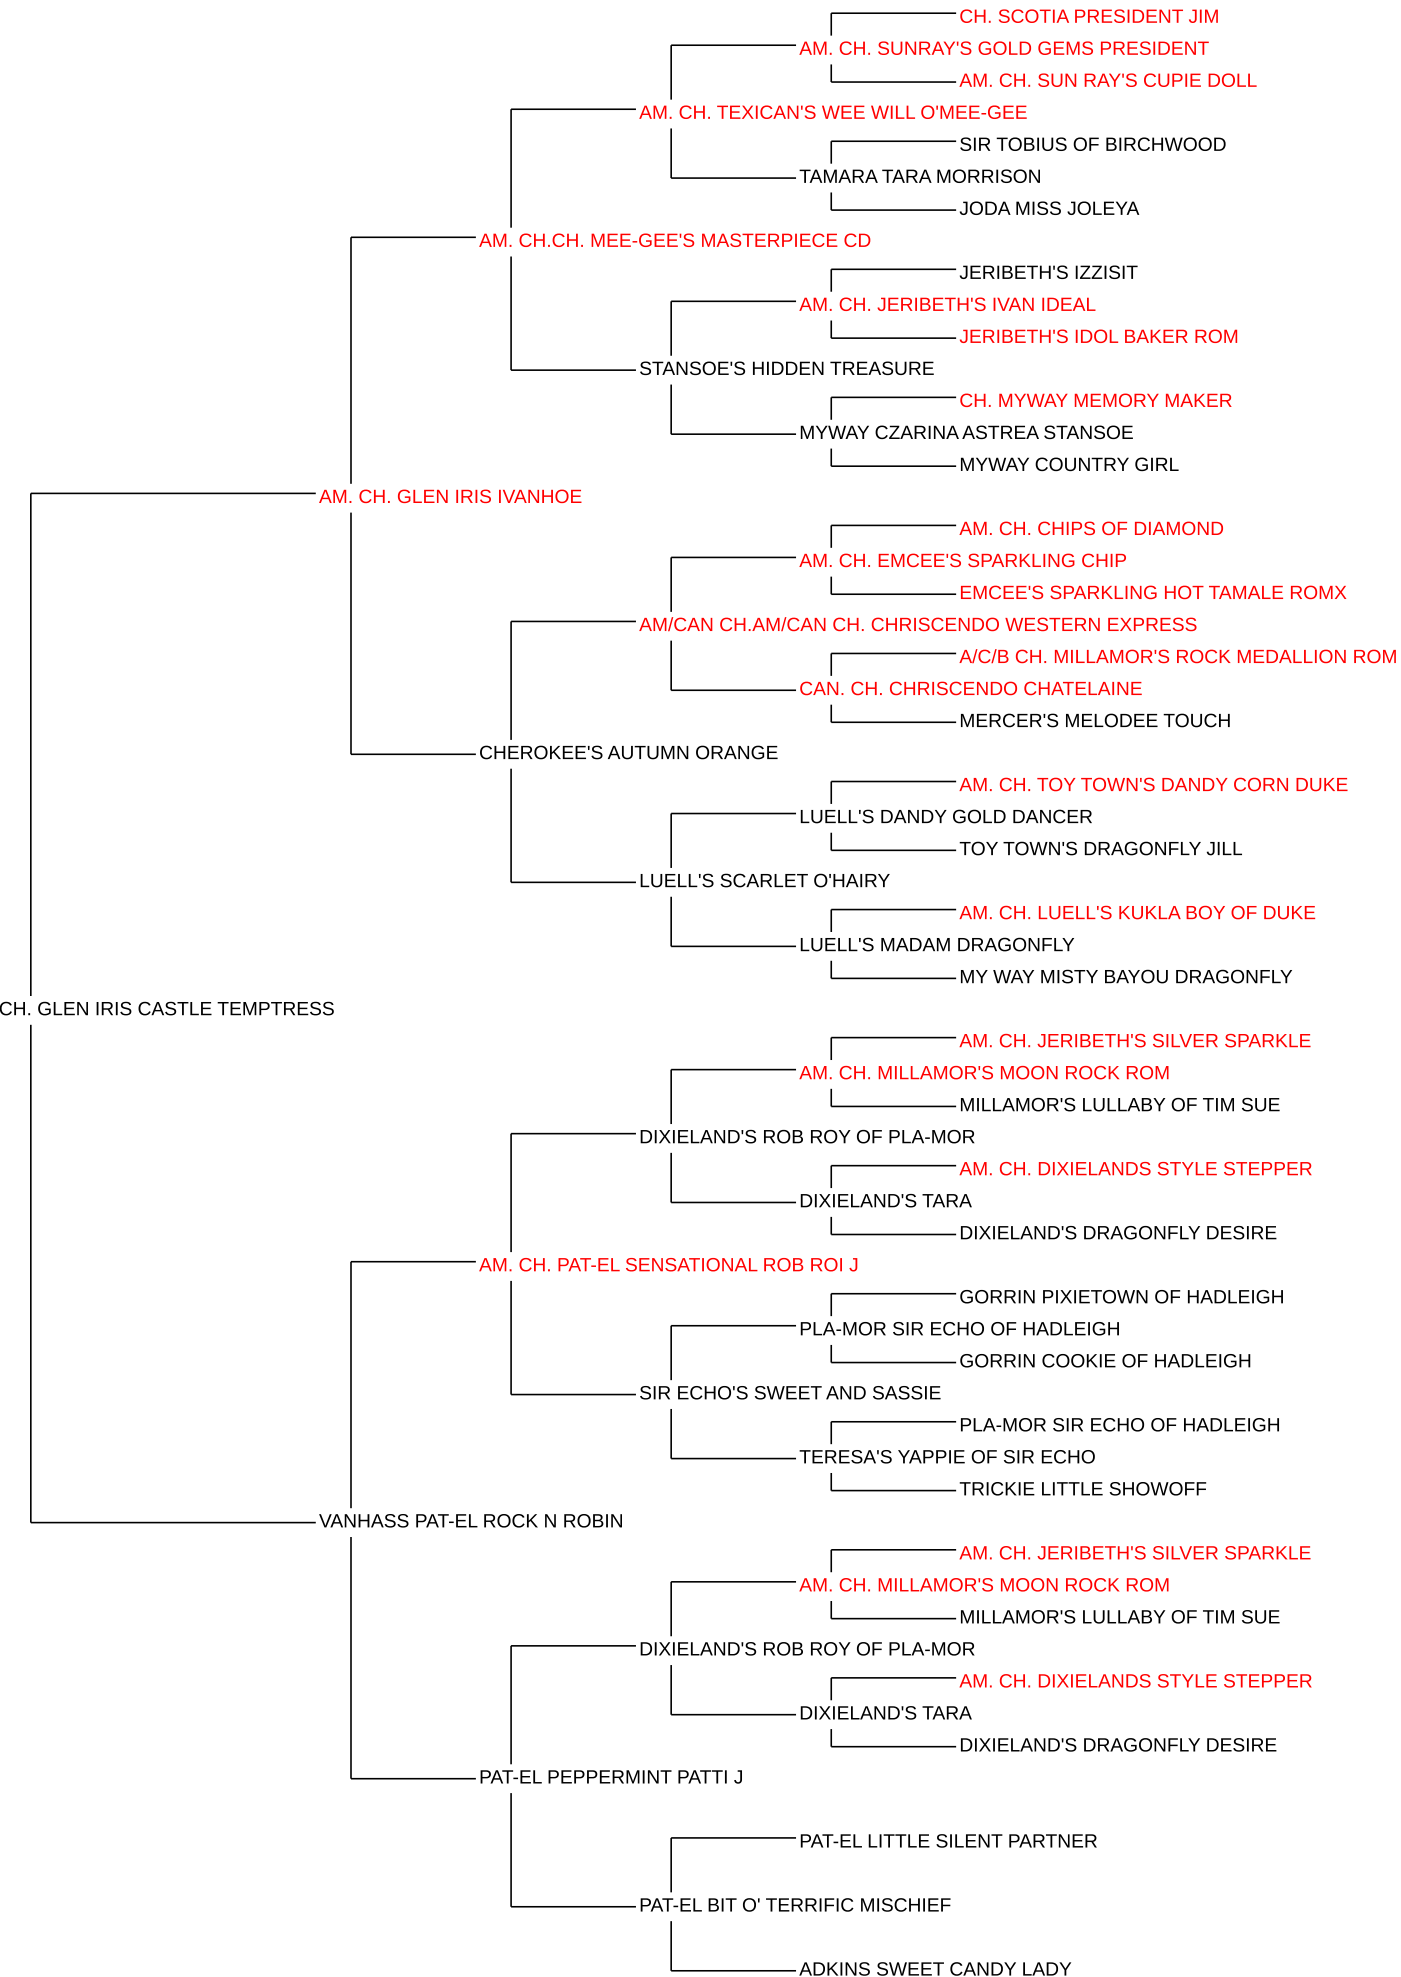 CH. SCOTIA PRESIDENT JIM
AM. CH. SUNRAY'S GOLD GEMS PRESIDENT
AM. CH. SUN RAY'S CUPIE DOLL
AM. CH. TEXICAN'S WEE WILL O'MEE-GEE
SIR TOBIUS OF BIRCHWOOD
TAMARA TARA MORRISON
JODA MISS JOLEYA
AM. CH.CH. MEE-GEE'S MASTERPIECE CD
JERIBETH'S IZZISIT
AM. CH. JERIBETH'S IVAN IDEAL
JERIBETH'S IDOL BAKER ROM
STANSOE'S HIDDEN TREASURE
CH. MYWAY MEMORY MAKER
MYWAY CZARINA ASTREA STANSOE
MYWAY COUNTRY GIRL
AM. CH. GLEN IRIS IVANHOE
AM. CH. CHIPS OF DIAMOND
AM. CH. EMCEE'S SPARKLING CHIP
EMCEE'S SPARKLING HOT TAMALE ROMX
AM/CAN CH.AM/CAN CH. CHRISCENDO WESTERN EXPRESS
A/C/B CH. MILLAMOR'S ROCK MEDALLION ROM
CAN. CH. CHRISCENDO CHATELAINE
MERCER'S MELODEE TOUCH
CHEROKEE'S AUTUMN ORANGE
AM. CH. TOY TOWN'S DANDY CORN DUKE
LUELL'S DANDY GOLD DANCER
TOY TOWN'S DRAGONFLY JILL
LUELL'S SCARLET O'HAIRY
AM. CH. LUELL'S KUKLA BOY OF DUKE
LUELL'S MADAM DRAGONFLY
MY WAY MISTY BAYOU DRAGONFLY
CH. GLEN IRIS CASTLE TEMPTRESS
AM. CH. JERIBETH'S SILVER SPARKLE
AM. CH. MILLAMOR'S MOON ROCK ROM
MILLAMOR'S LULLABY OF TIM SUE
DIXIELAND'S ROB ROY OF PLA-MOR
AM. CH. DIXIELANDS STYLE STEPPER
DIXIELAND'S TARA
DIXIELAND'S DRAGONFLY DESIRE
AM. CH. PAT-EL SENSATIONAL ROB ROI J
GORRIN PIXIETOWN OF HADLEIGH
PLA-MOR SIR ECHO OF HADLEIGH
GORRIN COOKIE OF HADLEIGH
SIR ECHO'S SWEET AND SASSIE
PLA-MOR SIR ECHO OF HADLEIGH
TERESA'S YAPPIE OF SIR ECHO
TRICKIE LITTLE SHOWOFF
VANHASS PAT-EL ROCK N ROBIN
AM. CH. JERIBETH'S SILVER SPARKLE
AM. CH. MILLAMOR'S MOON ROCK ROM
MILLAMOR'S LULLABY OF TIM SUE
DIXIELAND'S ROB ROY OF PLA-MOR
AM. CH. DIXIELANDS STYLE STEPPER
DIXIELAND'S TARA
DIXIELAND'S DRAGONFLY DESIRE
PAT-EL PEPPERMINT PATTI J
PAT-EL LITTLE SILENT PARTNER
PAT-EL BIT O' TERRIFIC MISCHIEF
ADKINS SWEET CANDY LADY